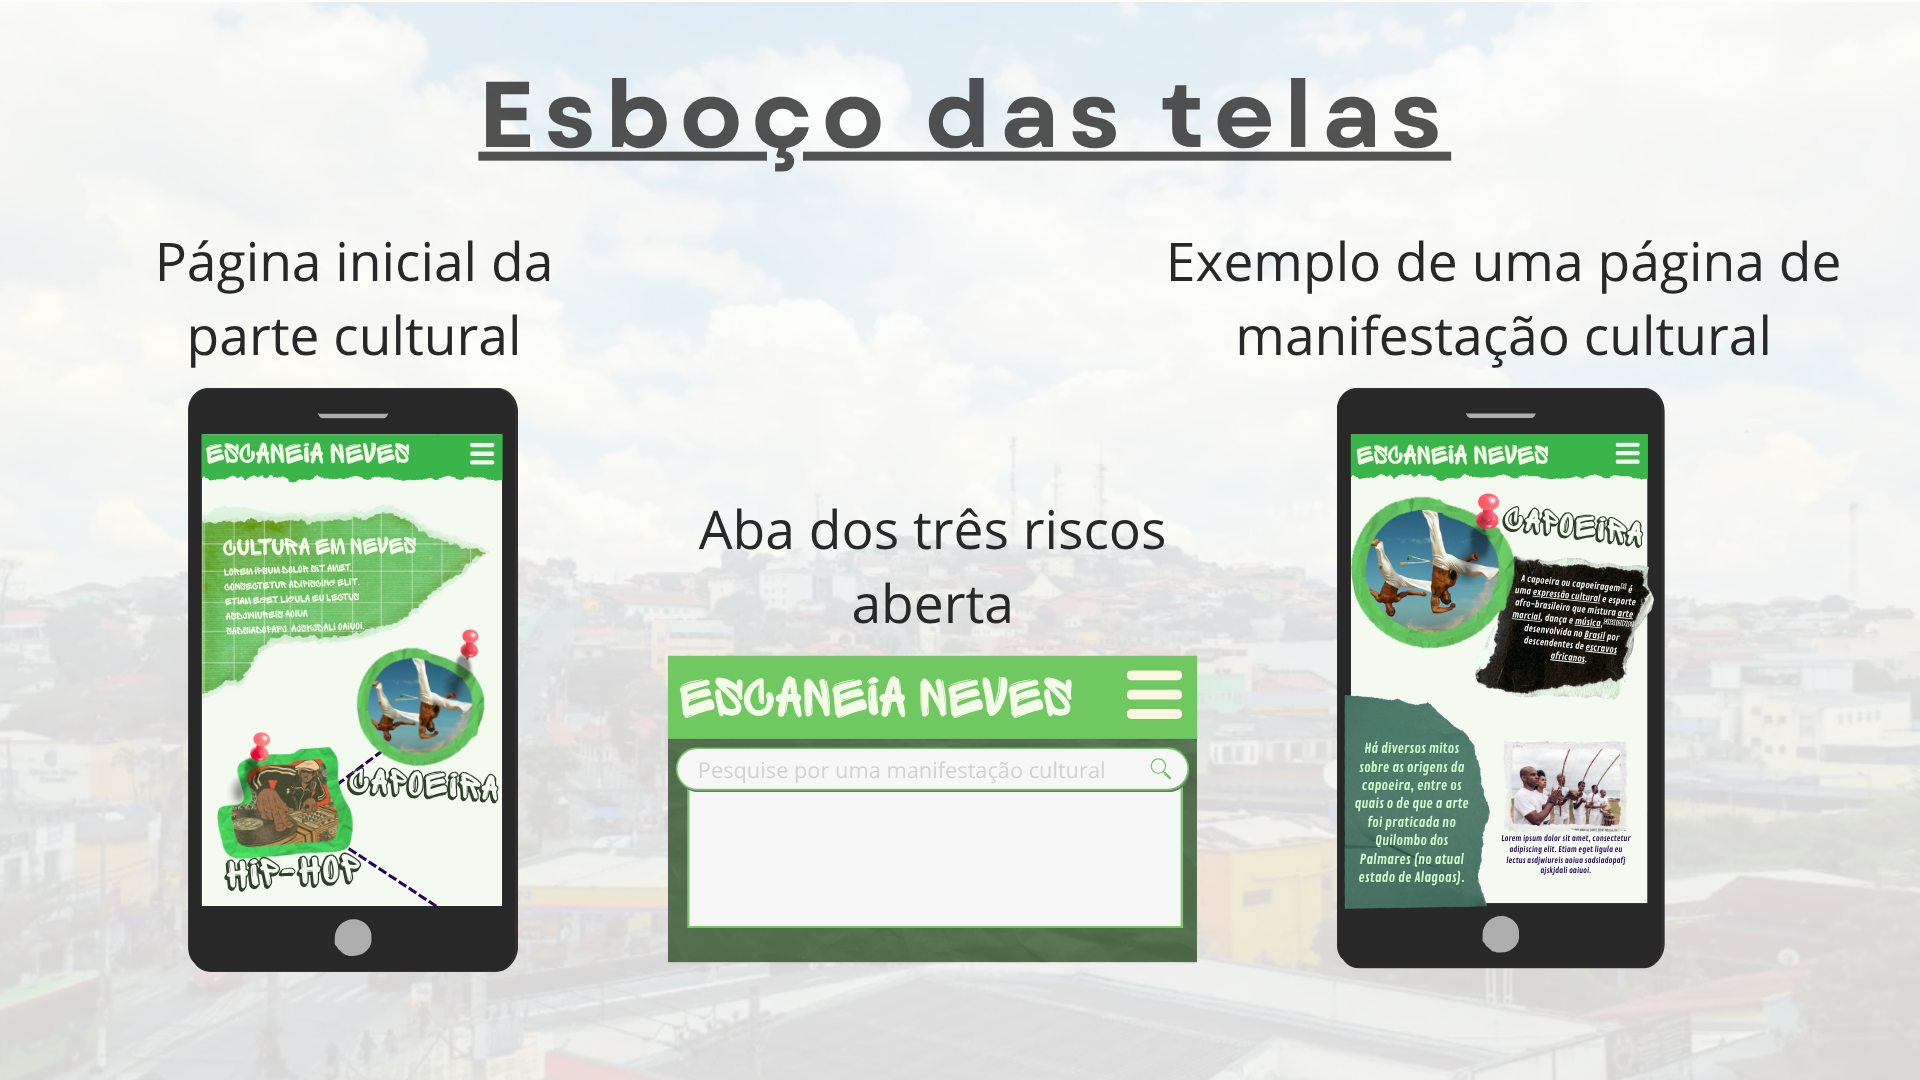 Esboço das telas
Página inicial da
parte cultural
ESCANEIA NEVES
CULTURA EM NEVES
LOREM IPSUM DOLOR SIT AMET,
CONSECTETUR ADIPISCING ELIT.
ETIAM EGET LIGULA EU LECTUS
CAPOEIRA
HIP-HOP
Aba dos três riscos
aberta
ESCANEIA NEVES
Pesquise por uma manifestação cultural
Exemplo de uma página de
manifestação cultural
ESCANEIA NEVES
CAPOEIRA
A capoeira ou capoeiragem é
uma expressão cultural e esporte
afro-brasileiro que mistura arte
marcial, dança e música,
desenvolvida no Brasil por
descendentes de escravos
africanos.
Há diversos mitos
sobre as origens da
capoeira, entre os
quais o de que a arte
foi praticada no
Quilombo dos
Palmares (no atual
estado de Alagoas).
Lorem ipsum dolor sit amet, consectetur
adipiscing elit. Etiam eget ligula eu
lectus asdjwiureis aoiua sadsiadopafj
ajskjdali oaiuoi.